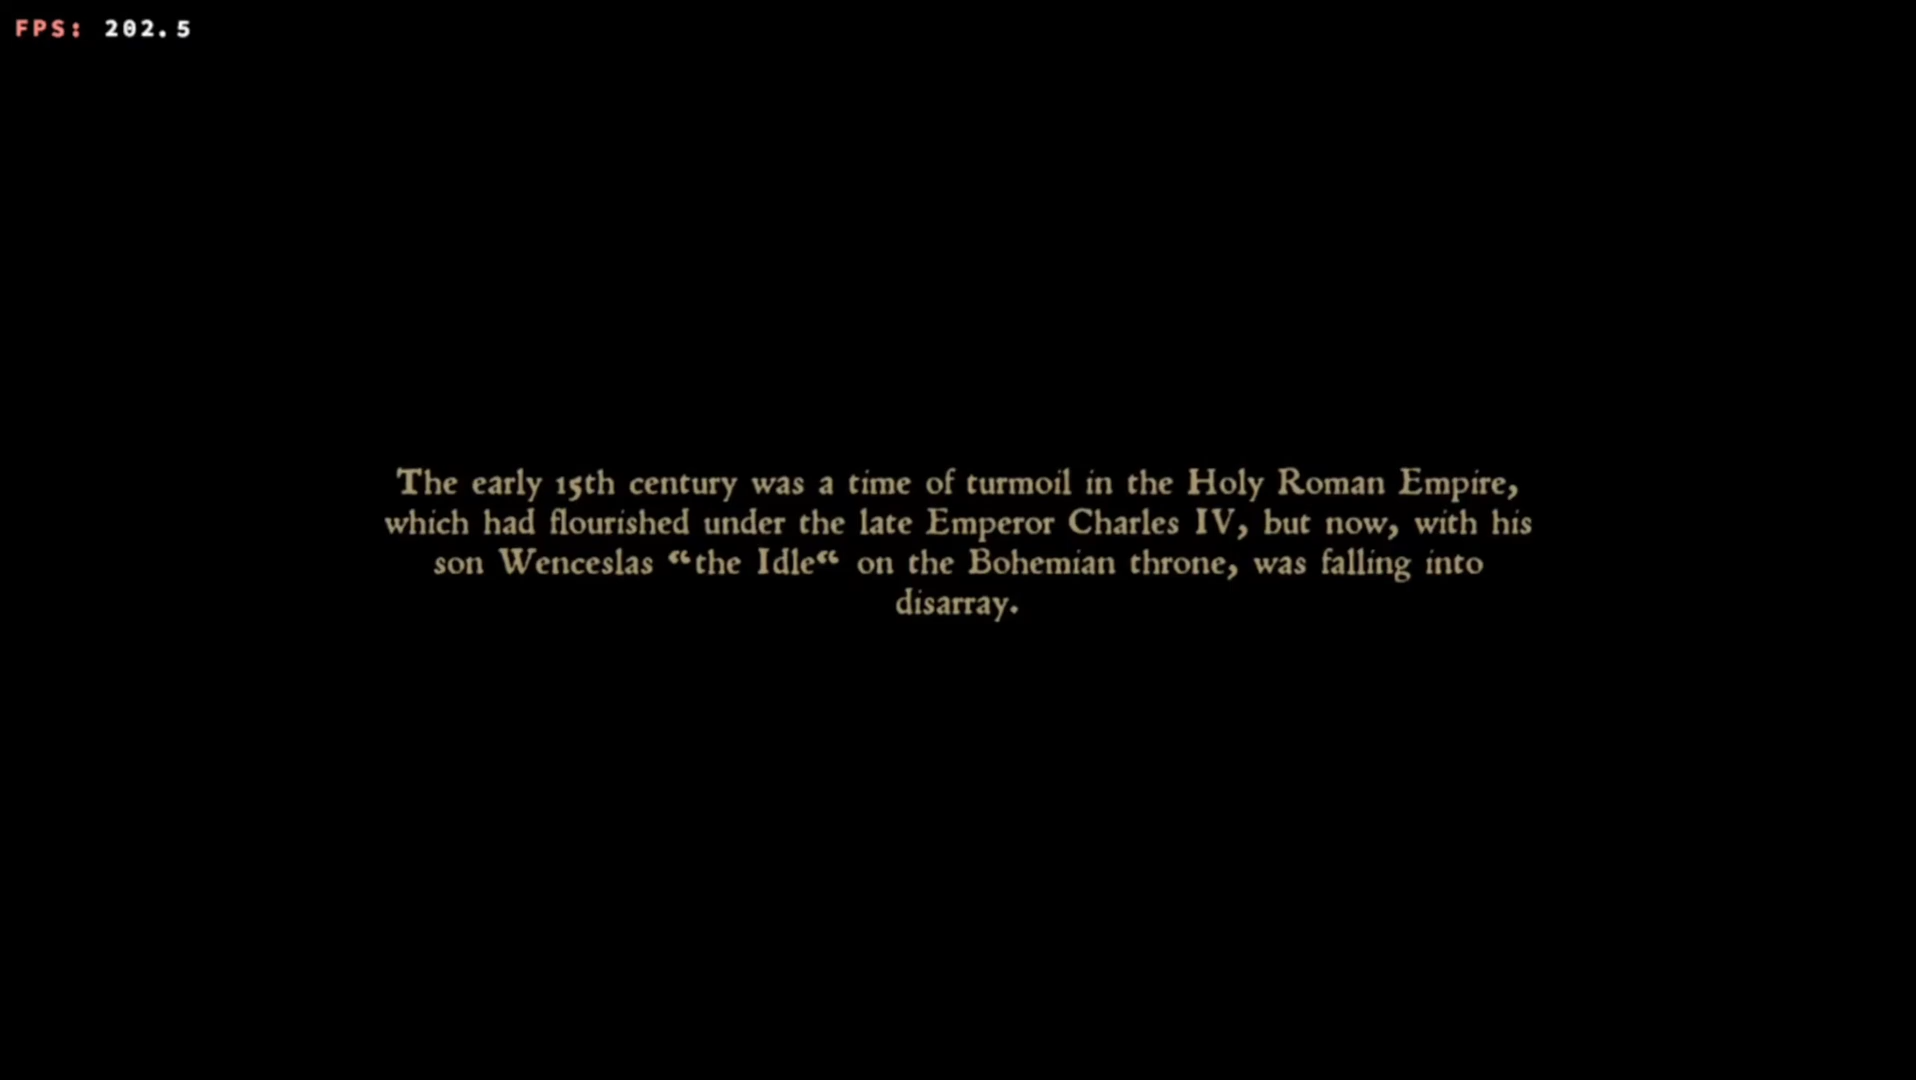 FPS: 202.5
The early 15th century was a time of turmoil in the Holy Roman Empire,
which had flourished under the late Emperor Charles IV, but now, with his
son Wenceslas “the Idle“ on the Bohemian throne, was falling into
disarray.